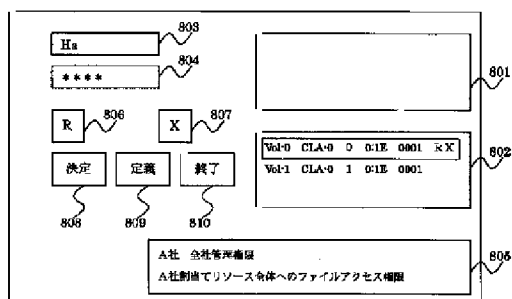 803
Ha
804
****
801
R
806
X
807
決定
定義
終了
808
809
810
802
Vol-0 CLA-0 0 0:1E 0001 RX
Vol-1 CLA-0 1 0:1E 0001
A社 全社管理権限
A社割当てリソース全体へのファイルアクセス権限
805